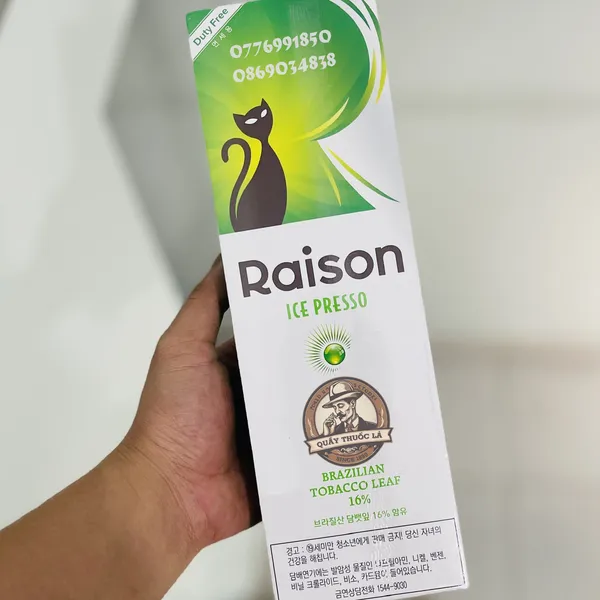 Duty Free
면세용
0776991850
0869034838
Raison
ICE PRESSO
QUẦY THUỐC LÁ
BRAZILIAN
TOBACCO LEAF
16%
브라질산 담뱃잎 16% 함유
경고 : ⑲세미만 청소년에게 판매 금지! 당신 자녀의
건강을 해칩니다.
담배연기에는 발암성 물질인 나프틸아민, 니켈, 벤젠,
비닐 크롤라이드, 비소, 카드뮴이 들어있습니다.
금연상담전화 1544-9030